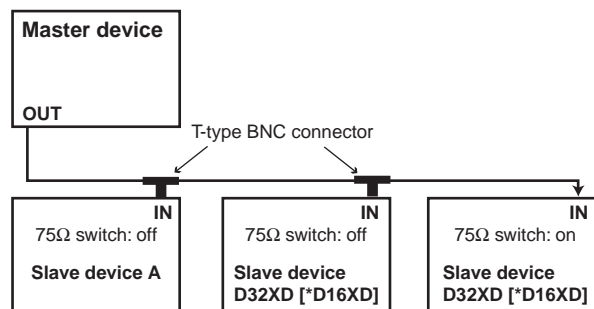 Master device
OUT
T-type BNC connector
IN
75Ω switch: off
Slave device A
IN
75Ω switch: off
Slave device
D32XD [*D16XD]
IN
75Ω switch: on
Slave device
D32XD [*D16XD]